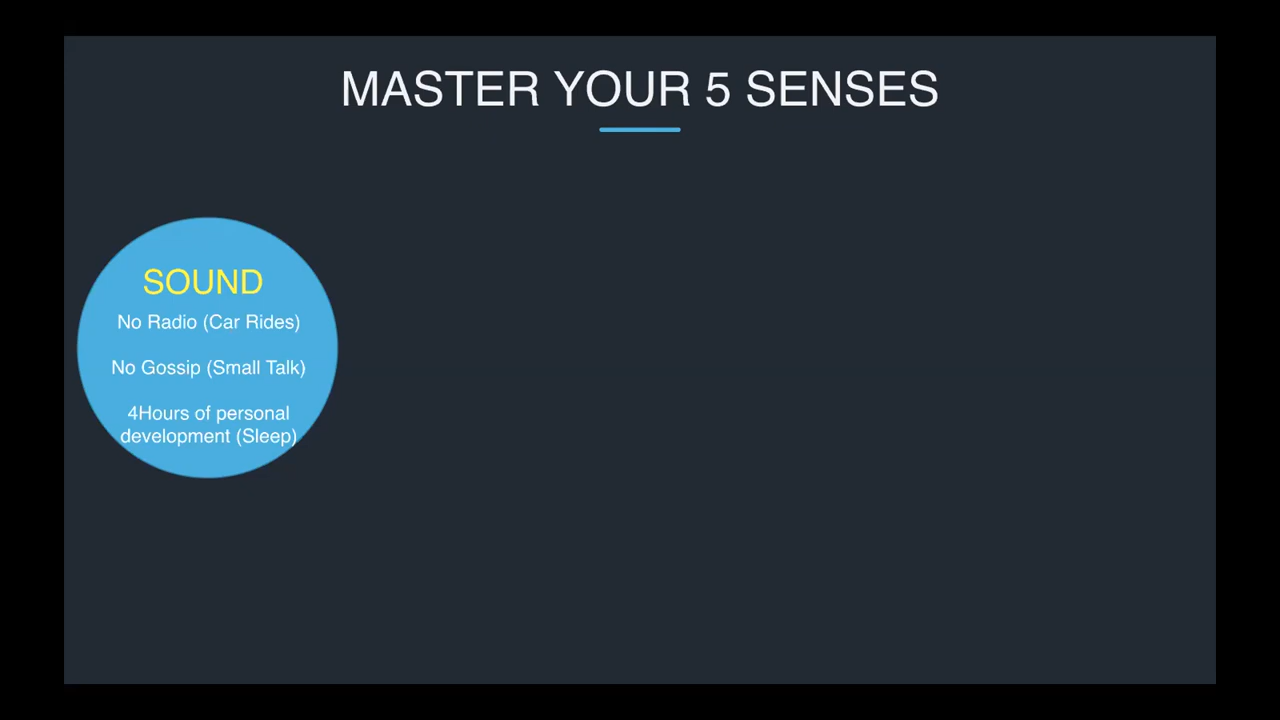 MASTER YOUR 5 SENSES
SOUND
No Radio (Car Rides)
No Gossip (Small Talk)
4Hours of personal
development (Sleep)